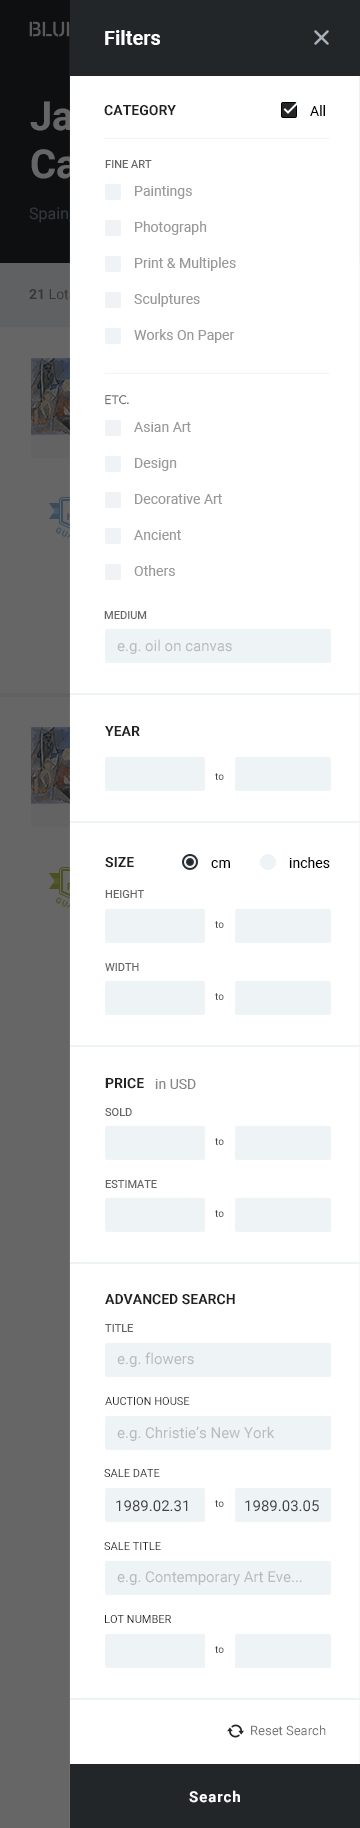 Filters
CATEGORY All
FINE ART
Paintings
Photograph
Print & Multiples
Sculptures
Works On Paper
ETC.
Asian Art
Design
Decorative Art
Ancient
Others
MEDIUM
e.g. oil on canvas
YEAR
to
SIZE cm inches
HEIGHT
to
WIDTH
to
PRICE in USD
SOLD
to
ESTIMATE
to
ADVANCED SEARCH
TITLE
e.g. flowers
AUCTION HOUSE
e.g. Christie's New York
SALE DATE
1989.02.31 to 1989.03.05
SALE TITLE
e.g. Contemporary Art Eve...
LOT NUMBER
to
Reset Search
Search
Ja
Ca
Spain
21 Lot